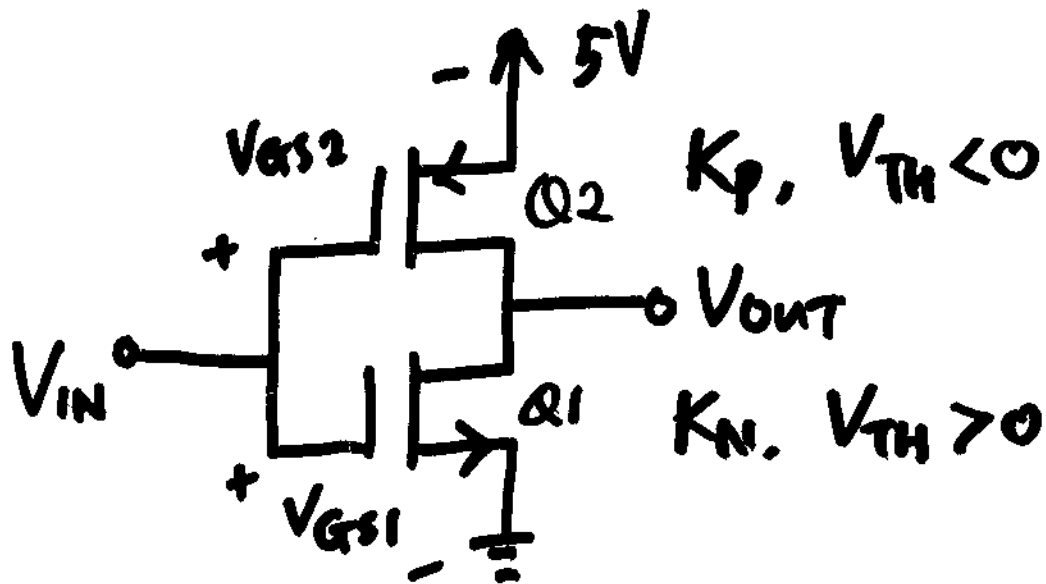 - 5V
VGS2
KP, VTH<0
Q2
+
VOUT
VIN
Q1
KN, VTH>0
+
VGS1
-